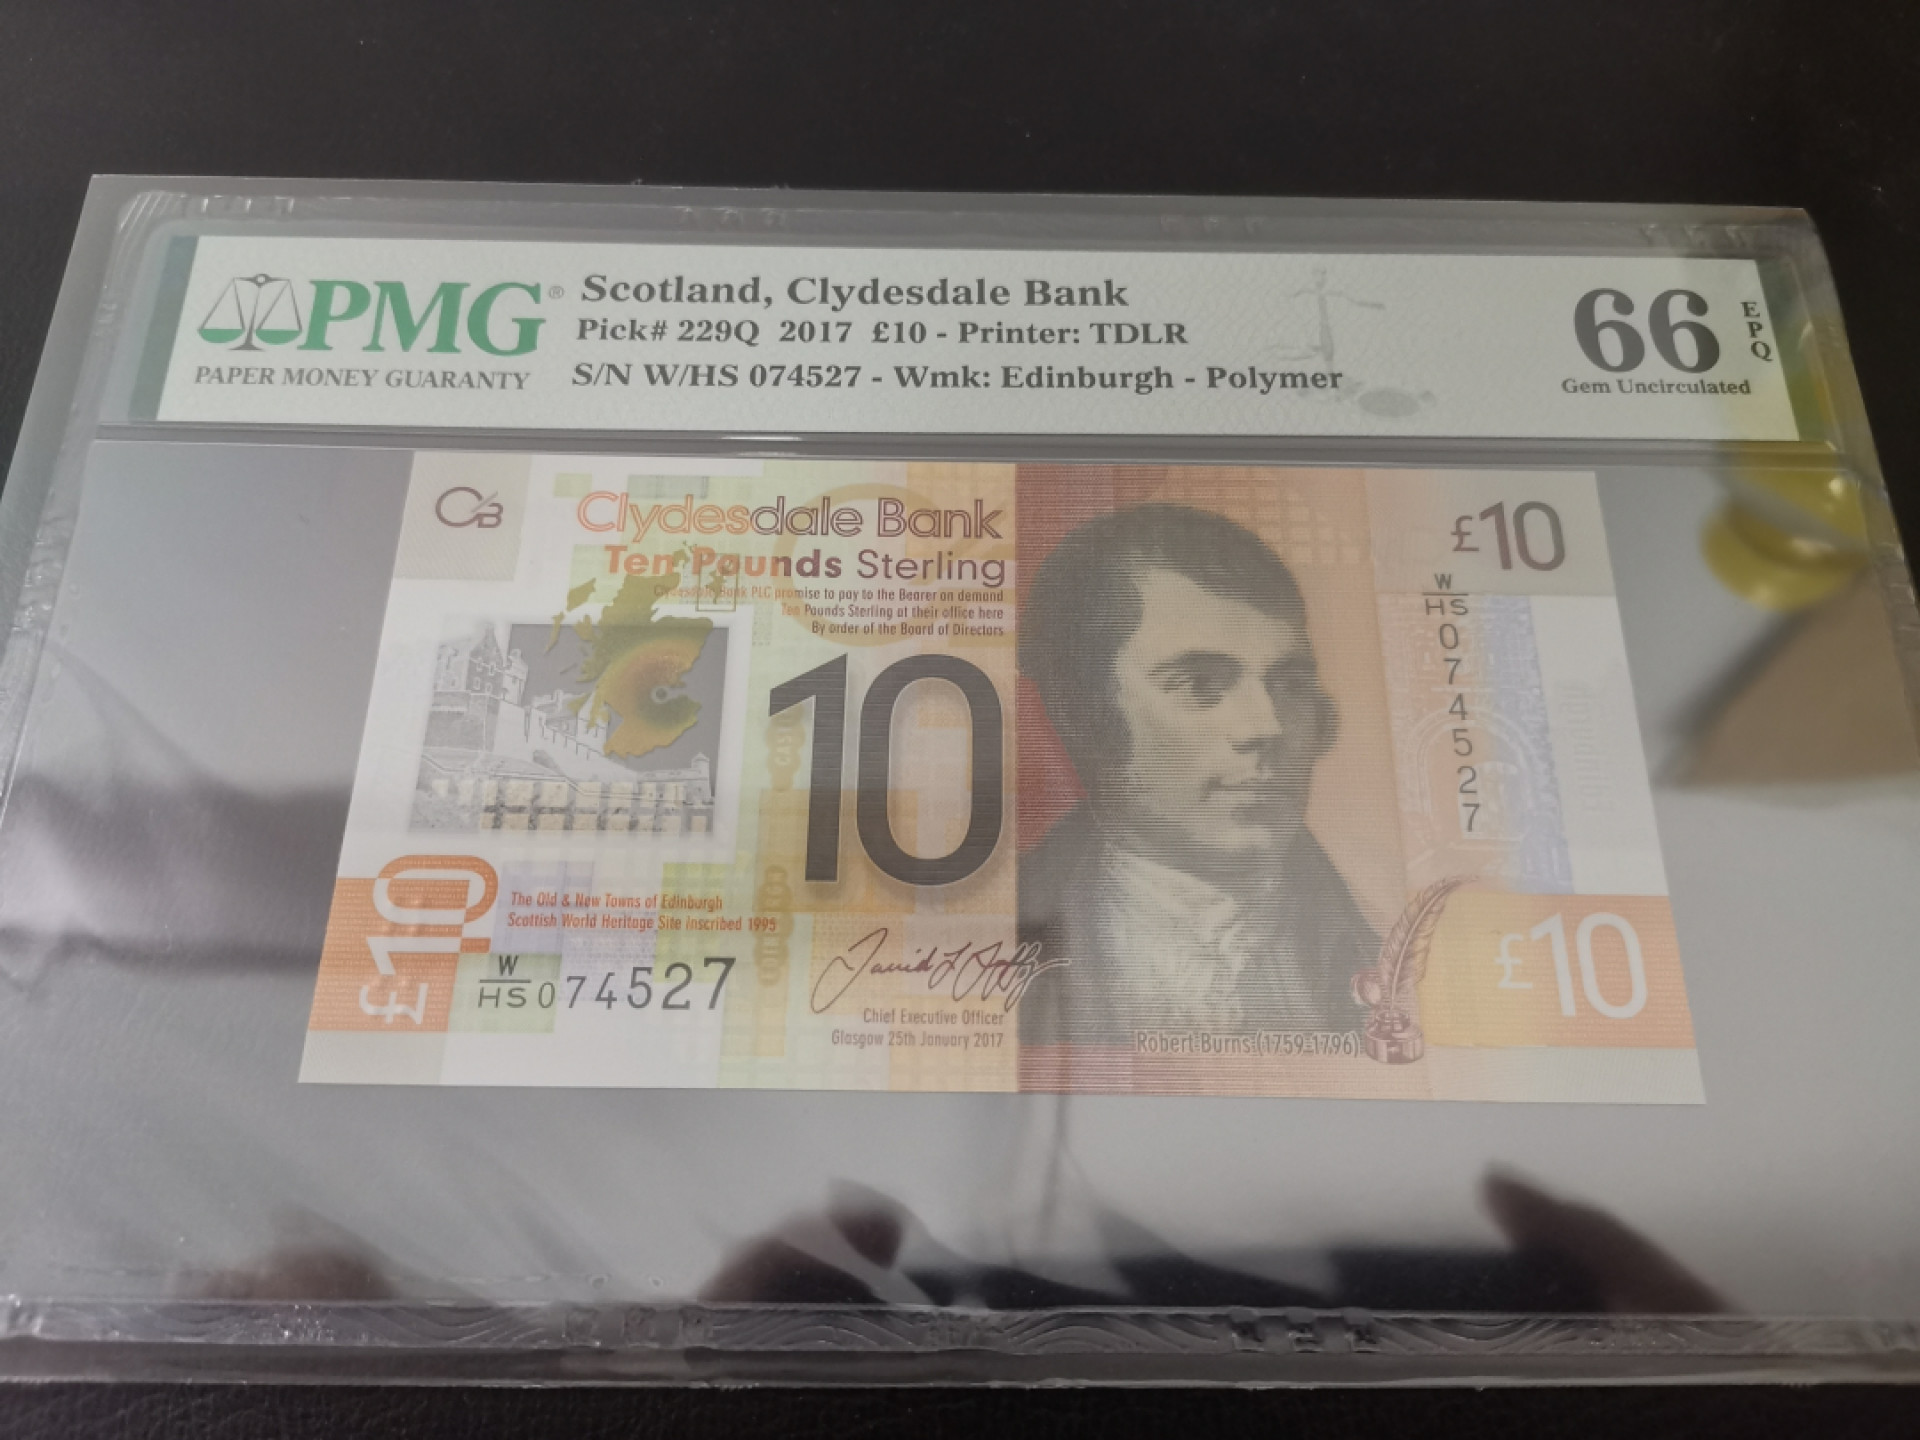 PMG®
PAPER MONEY GUARANTY
Scotland, Clydesdale Bank
Pick# 229Q 2017 £10 - Printer: TDLR
S/N W/HS 074527 - Wmk: Edinburgh - Polymer
66
EPQ
Gem Uncirculated
CB
Clydesdale Bank
Ten Pounds Sterling
Clydesdale Bank PLC promise to pay to the Bearer on demand
Ten Pounds Sterling at their office here
By order of the Board of Directors
10
£10
W
HS
074527
£10
The Old & New Towns of Edinburgh
Scottish World Heritage Site Inscribed 1995
W
HS 074527
Chief Executive Officer
Glasgow 25th January 2017
Robert Burns (1759-1796)
£10